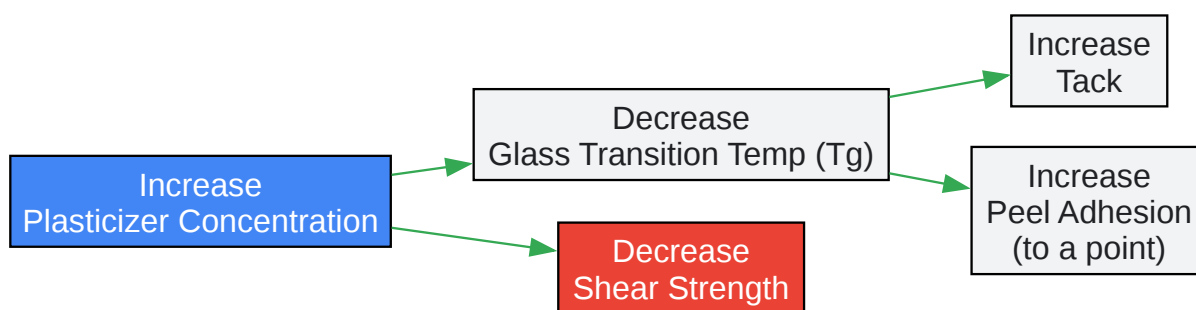 Increase
Plasticizer Concentration
Decrease
Glass Transition Temp (Tg)
Decrease
Shear Strength
Increase
Tack
Increase
Peel Adhesion
(to a point)